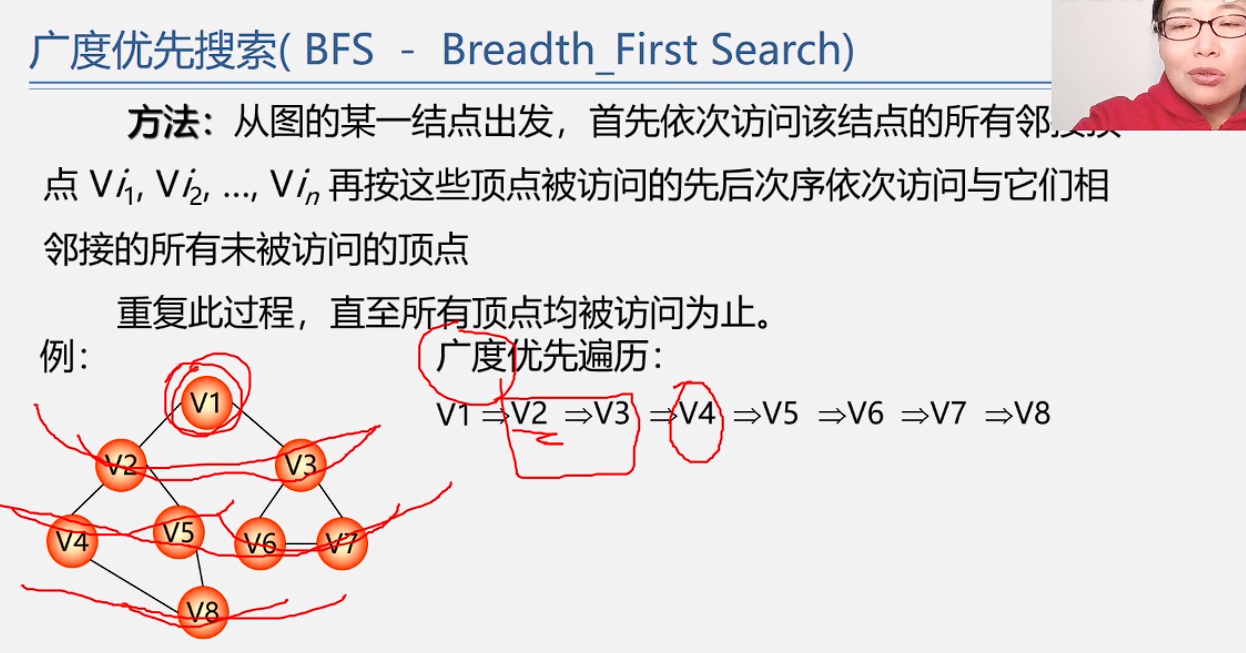 广度优先搜索( BFS - Breadth_First Search)
方法：从图的某一结点出发，首先依次访问该结点的所有邻
点 Vi1, Vi2, …, Vin 再按这些顶点被访问的先后次序依次访问与它们相
邻接的所有未被访问的顶点
重复此过程，直至所有顶点均被访问为止。
例：
广度优先遍历：
V1 ⇒V2 ⇒V3 ⇒V4 ⇒V5 ⇒V6 ⇒V7 ⇒V8
V1
V2 V3
V4 V5 V6 V7
V8